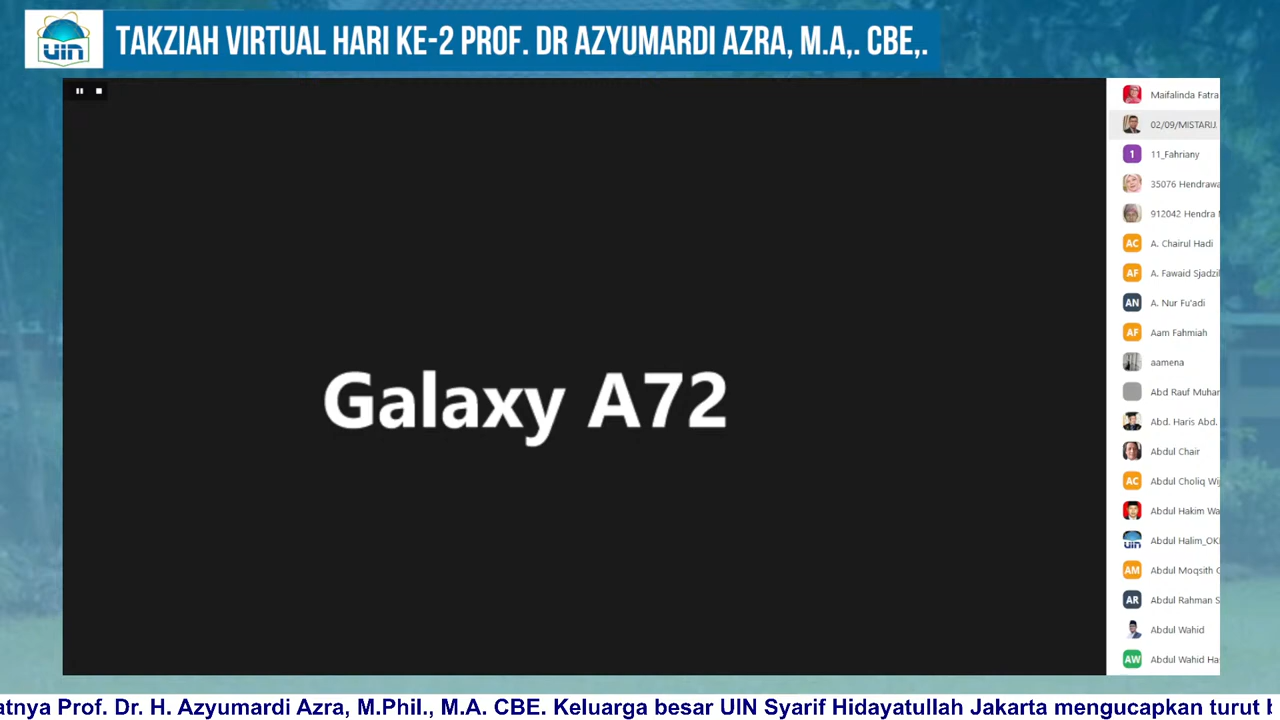 uin
TAKZIAH VIRTUAL HARI KE-2 PROF. DR AZYUMARDI AZRA, M.A,. CBE,.
Galaxy A72
Maifalinda Fatra
02/09/MISTARIJ.
1
11_Fahriany
35076 Hendrawa
912042 Hendra
AC
A. Chairul Hadi
AF
A. Fawaid Sjadzil
AN
A. Nur Fu'adi
AF
Aam Fahmiah
aamena
Abd Rauf Muhar
Abd. Haris Abd.
Abdul Chair
AC
Abdul Choliq Wij
Abdul Hakim Wa
uin
Abdul Halim_OK
AM
Abdul Moqsith G
AR
Abdul Rahman S
Abdul Wahid
AW
Abdul Wahid Ha
atnya Prof. Dr. H. Azyumardi Azra, M.Phil., M.A. CBE. Keluarga besar UIN Syarif Hidayatullah Jakarta mengucapkan turut b